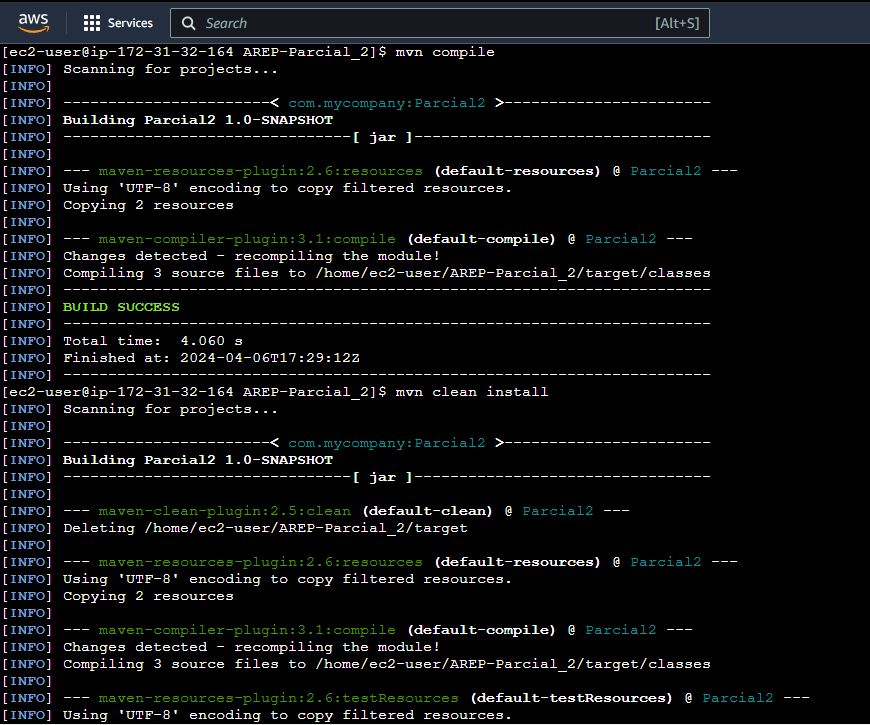 aws
Services
Search
[Alt+S]
[ec2-user@ip-172-31-32-164 AREP-Parcial_2]$ mvn compile
[INFO] Scanning for projects...
[INFO]
[INFO] -----------------------< com.mycompany:Parcial2 >-----------------------
[INFO] Building Parcial2 1.0-SNAPSHOT
[INFO] --------------------------------[ jar ]---------------------------------
[INFO]
[INFO] --- maven-resources-plugin:2.6:resources (default-resources) @ Parcial2 ---
[INFO] Using 'UTF-8' encoding to copy filtered resources.
[INFO] Copying 2 resources
[INFO]
[INFO] --- maven-compiler-plugin:3.1:compile (default-compile) @ Parcial2 ---
[INFO] Changes detected - recompiling the module!
[INFO] Compiling 3 source files to /home/ec2-user/AREP-Parcial_2/target/classes
[INFO] ------------------------------------------------------------------------
[INFO] BUILD SUCCESS
[INFO] ------------------------------------------------------------------------
[INFO] Total time:  4.060 s
[INFO] Finished at: 2024-04-06T17:29:12Z
[INFO] ------------------------------------------------------------------------
[ec2-user@ip-172-31-32-164 AREP-Parcial_2]$ mvn clean install
[INFO] Scanning for projects...
[INFO]
[INFO] -----------------------< com.mycompany:Parcial2 >-----------------------
[INFO] Building Parcial2 1.0-SNAPSHOT
[INFO] --------------------------------[ jar ]---------------------------------
[INFO]
[INFO] --- maven-clean-plugin:2.5:clean (default-clean) @ Parcial2 ---
[INFO] Deleting /home/ec2-user/AREP-Parcial_2/target
[INFO]
[INFO] --- maven-resources-plugin:2.6:resources (default-resources) @ Parcial2 ---
[INFO] Using 'UTF-8' encoding to copy filtered resources.
[INFO] Copying 2 resources
[INFO]
[INFO] --- maven-compiler-plugin:3.1:compile (default-compile) @ Parcial2 ---
[INFO] Changes detected - recompiling the module!
[INFO] Compiling 3 source files to /home/ec2-user/AREP-Parcial_2/target/classes
[INFO]
[INFO] --- maven-resources-plugin:2.6:testResources (default-testResources) @ Parcial2 ---
[INFO] Using 'UTF-8' encoding to copy filtered resources.